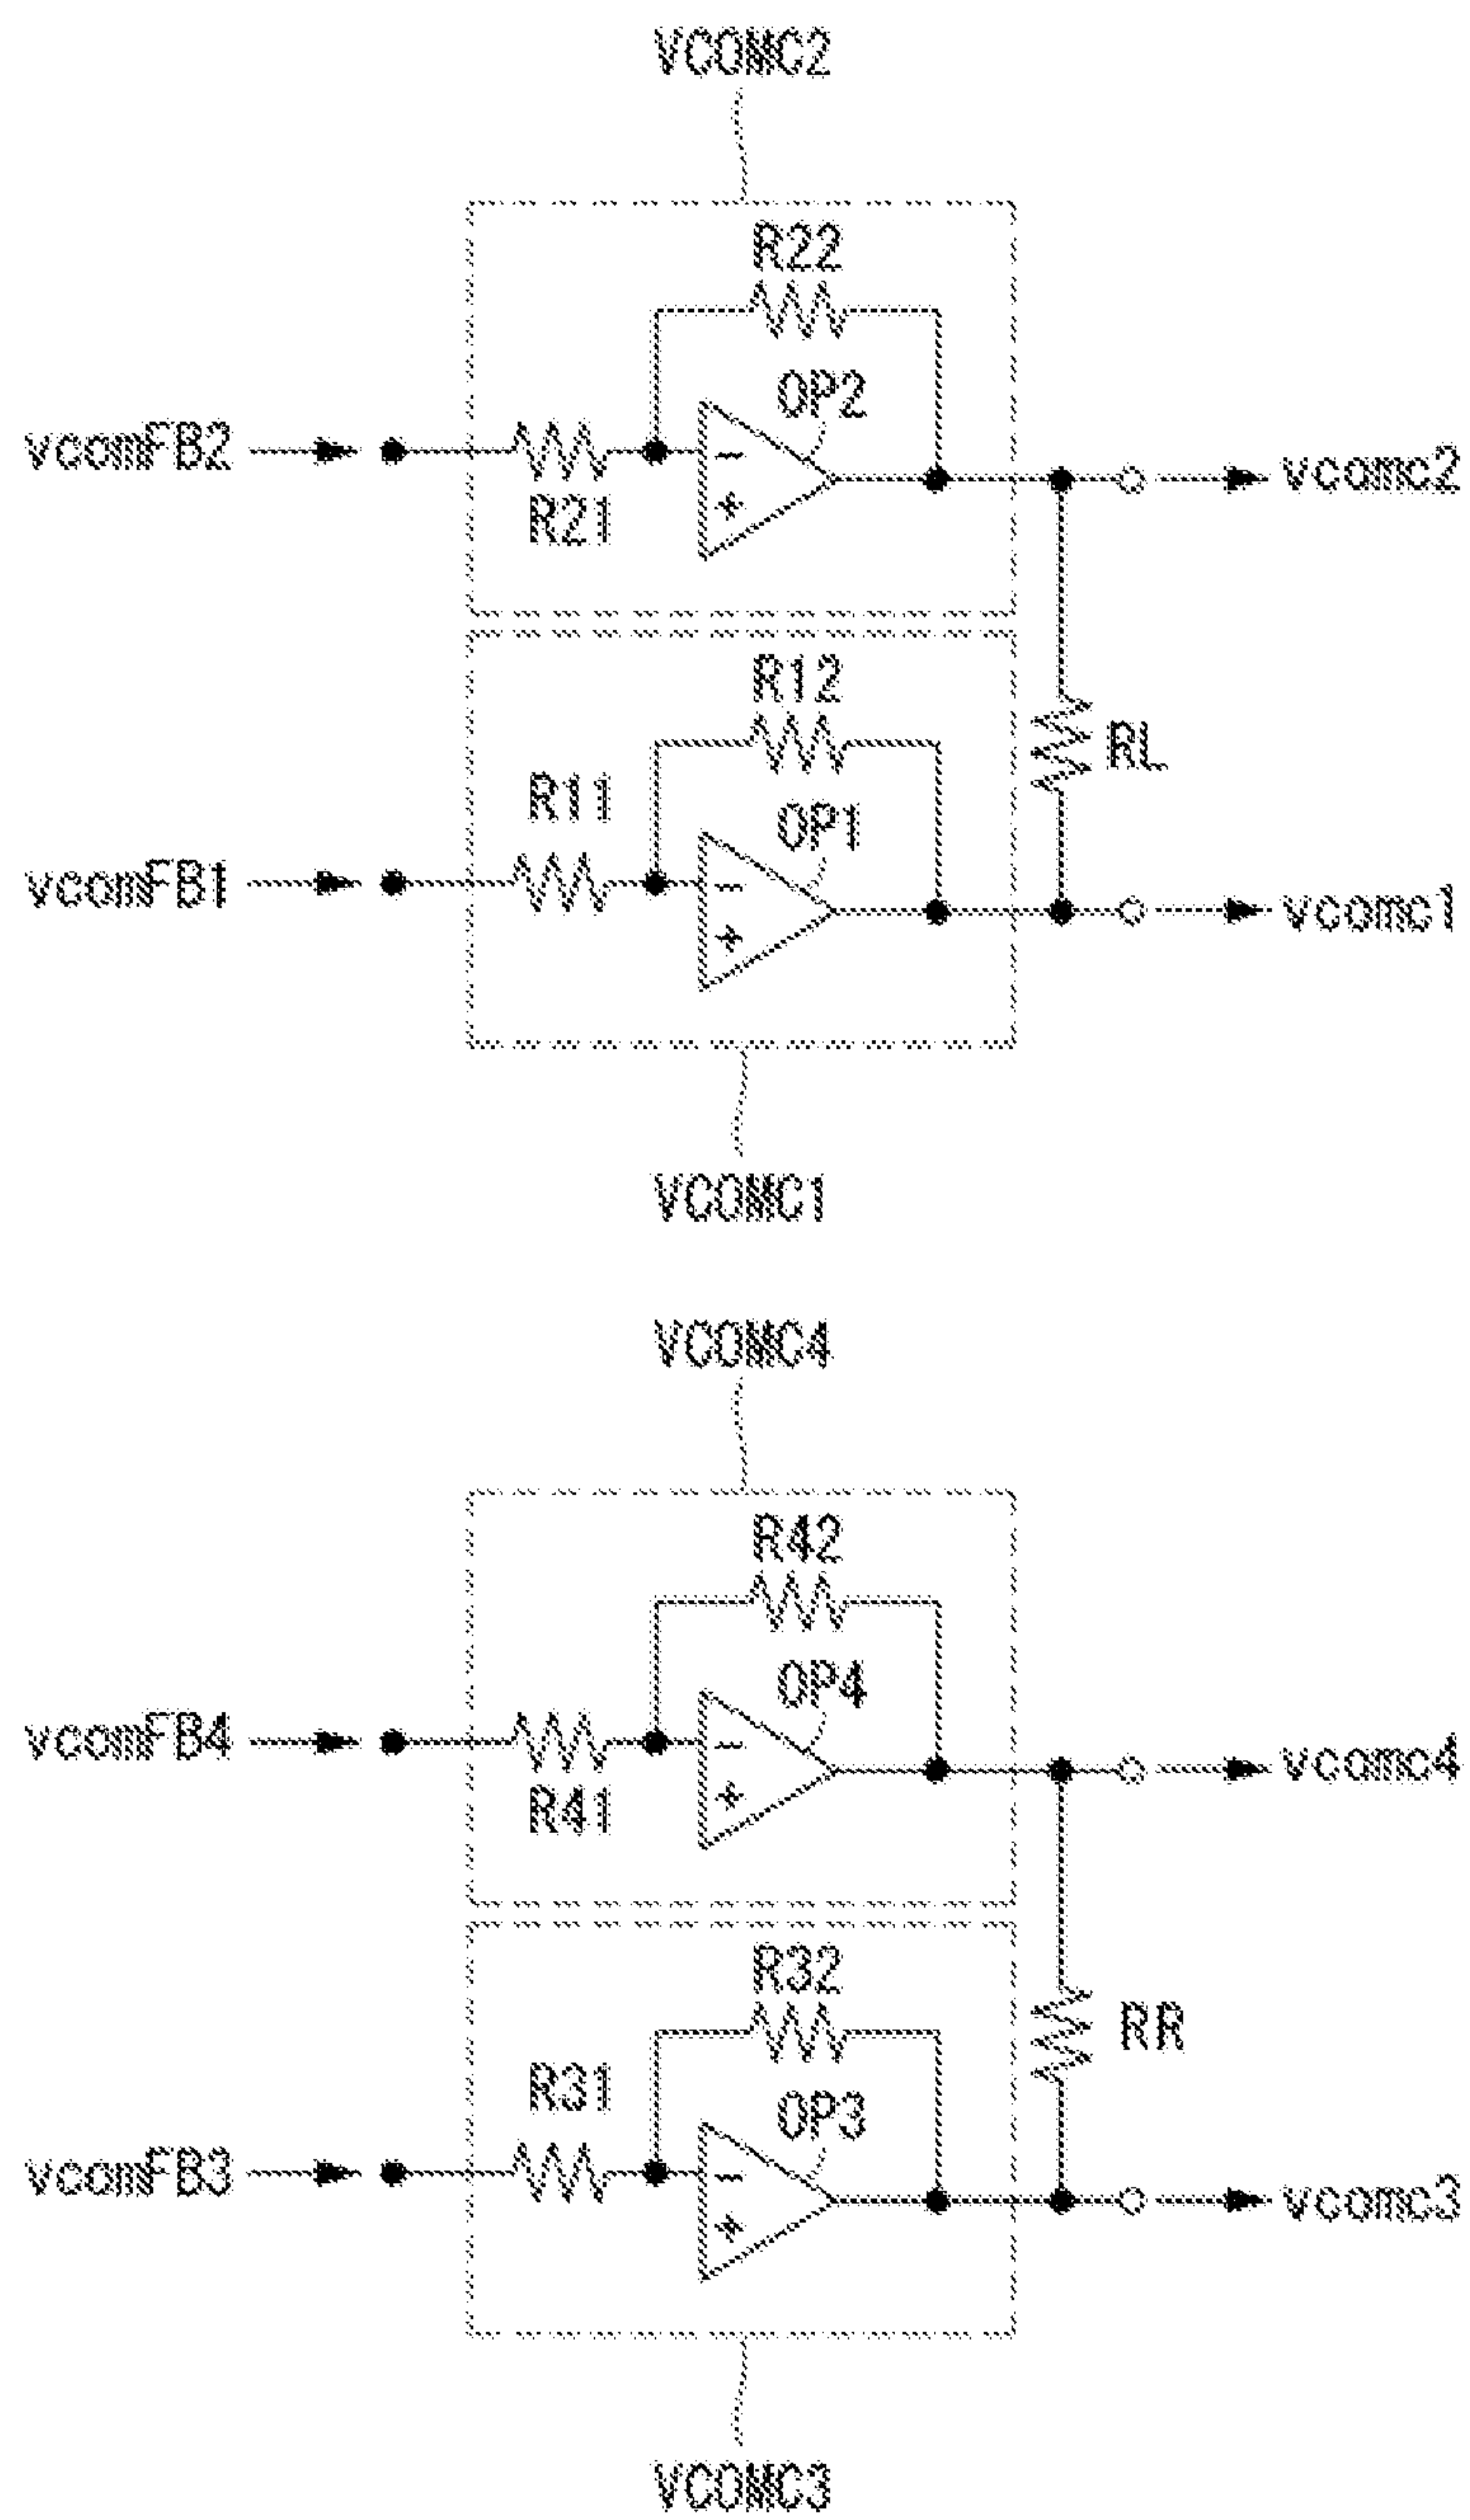 VCOMC2
R22
OP2
vcomFB2
R21
vcomc2
R12
RL
R11
OP1
vcomFB1
vcomc1
VCOMC1
VCOMC4
R42
OP4
vcomFB4
R41
vcomc4
R32
RR
R31
OP3
vcomFB3
vcomc3
VCOMC3